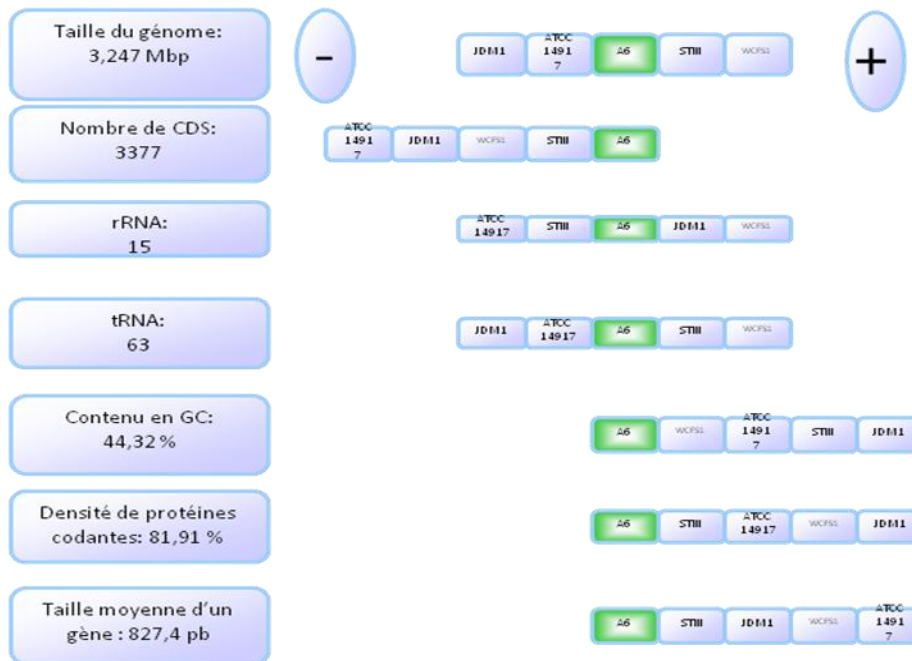 Taille du génome:
3,247 Mbp
-
JDM1
ATCC
1491
7
A6
STIII
WCFS1
+
Nombre de CDS:
3377
ATCC
1491
7
JDM1
WCFS1
STIII
A6
rRNA:
15
ATCC
14917
STIII
A6
JDM1
WCFS1
tRNA:
63
JDM1
ATCC
14917
A6
STIII
WCFS1
Contenu en GC:
44,32 %
A6
WCFS1
ATCC
1491
7
STIII
JDM1
Densité de protéines
codantes: 81,91 %
A6
STIII
ATCC
14917
WCFS1
JDM1
Taille moyenne d'un
gène : 827,4 pb
A6
STIII
JDM1
WCFS1
ATCC
1491
7